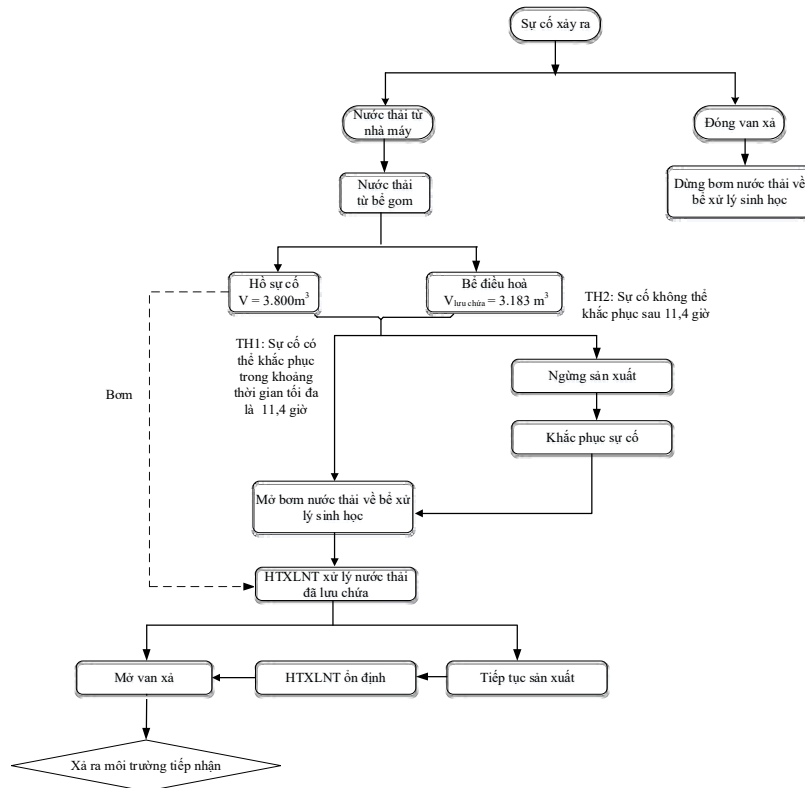 Sự cố xảy ra
Nước thải từ
nhà máy
Đóng van xả
Nước thải
từ bể gom
Dừng bơm nước thải về
bể xử lý sinh học
Hồ sự cố
V = 3.800m³
Bể điều hoà
Vlưu chứa = 3.183 m³
TH2: Sự cố không thể
khắc phục sau 11,4 giờ
TH1: Sự cố có
thể khắc phục
trong khoảng
thời gian tối đa
là 11,4 giờ
Bơm
Ngừng sản xuất
Khắc phục sự cố
Mở bơm nước thải về bể xử
lý sinh học
HTXLNT xử lý nước thải
đã lưu chứa
Mở van xả
HTXLNT ổn định
Tiếp tục sản xuất
Xả ra môi trường tiếp nhận